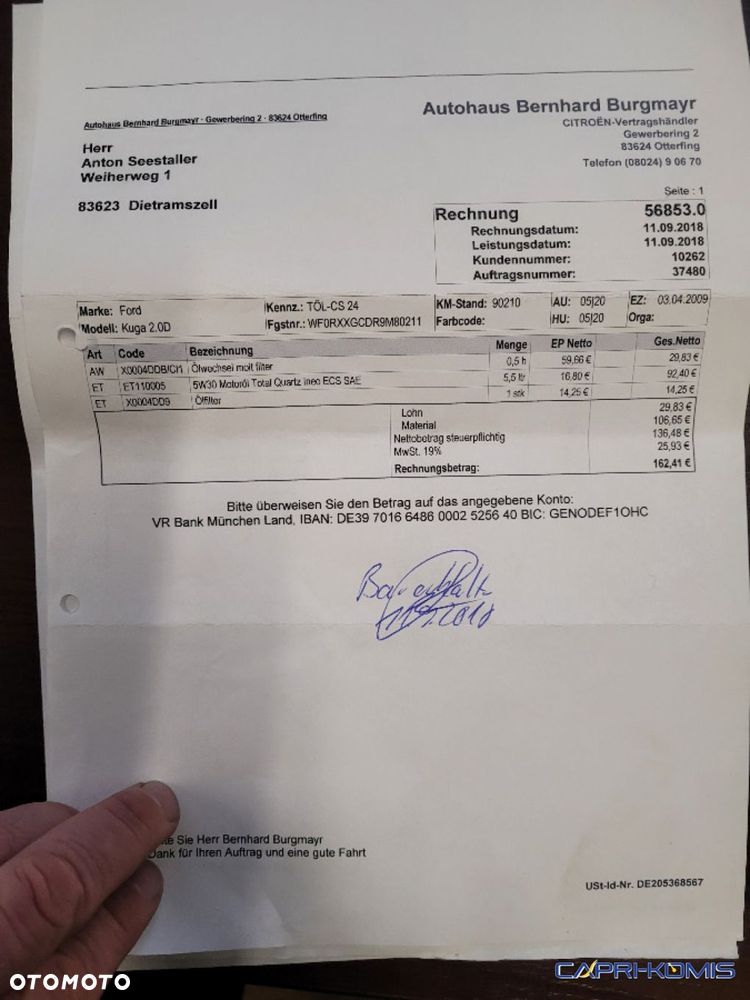 Autohaus Bernhard Burgmayr · Gewerbering 2 · 83624 Otterfing
Autohaus Bernhard Burgmayr
CITROËN-Vertragshändler
Gewerbering 2
83624 Otterfing
Telefon (08024) 9 06 70
Herr
Anton Seestaller
Weiherweg 1
83623 Dietramszell
Seite : 1
Rechnung 56853.0
Rechnungsdatum: 11.09.2018
Leistungsdatum: 11.09.2018
Kundennummer: 10262
Auftragsnummer: 37480
Marke: Ford Kennz.: TÖL-CS 24 KM-Stand: 90210 AU: 05|20 EZ: 03.04.2009
Modell: Kuga 2.0D Fgstnr.: WF0RXXGCDR9M80211 Farbcode: HU: 05|20 Orga:
Art Code Bezeichnung Menge EP Netto Ges.Netto
AW X0004DDB/CH1 Ölwechsel moit filter 0,5 h 59,66 € 29,83 €
ET ET110005 5W30 Motoröl Total Quartz ineo ECS SAE 5,5 ltr 16,80 € 92,40 €
ET X0004DD9 Ölfilter 1 stk 14,25 € 14,25 €
Lohn 29,83 €
Material 106,65 €
Nettobetrag steuerpflichtig 136,48 €
MwSt. 19% 25,93 €
Rechnungsbetrag: 162,41 €
Bitte überweisen Sie den Betrag auf das angegebene Konto:
VR Bank München Land, IBAN: DE39 7016 6486 0002 5256 40 BIC: GENODEF1OHC
Sie Herr Bernhard Burgmayr
Dank für Ihren Auftrag und eine gute Fahrt
USt-Id-Nr. DE205368567
OTOMOTO
CAPRI-KOMIS